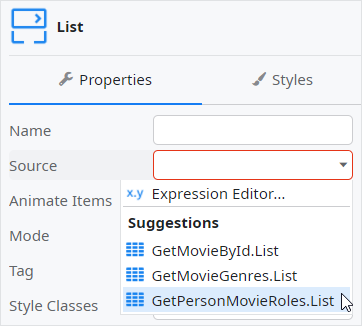 List
Properties
Styles
Name
Source
x.y Expression Editor...
Animate Items
Suggestions
Mode
GetMovieById.List
Tag
GetMovieGenres.List
Style Classes
GetPersonMovieRoles.List